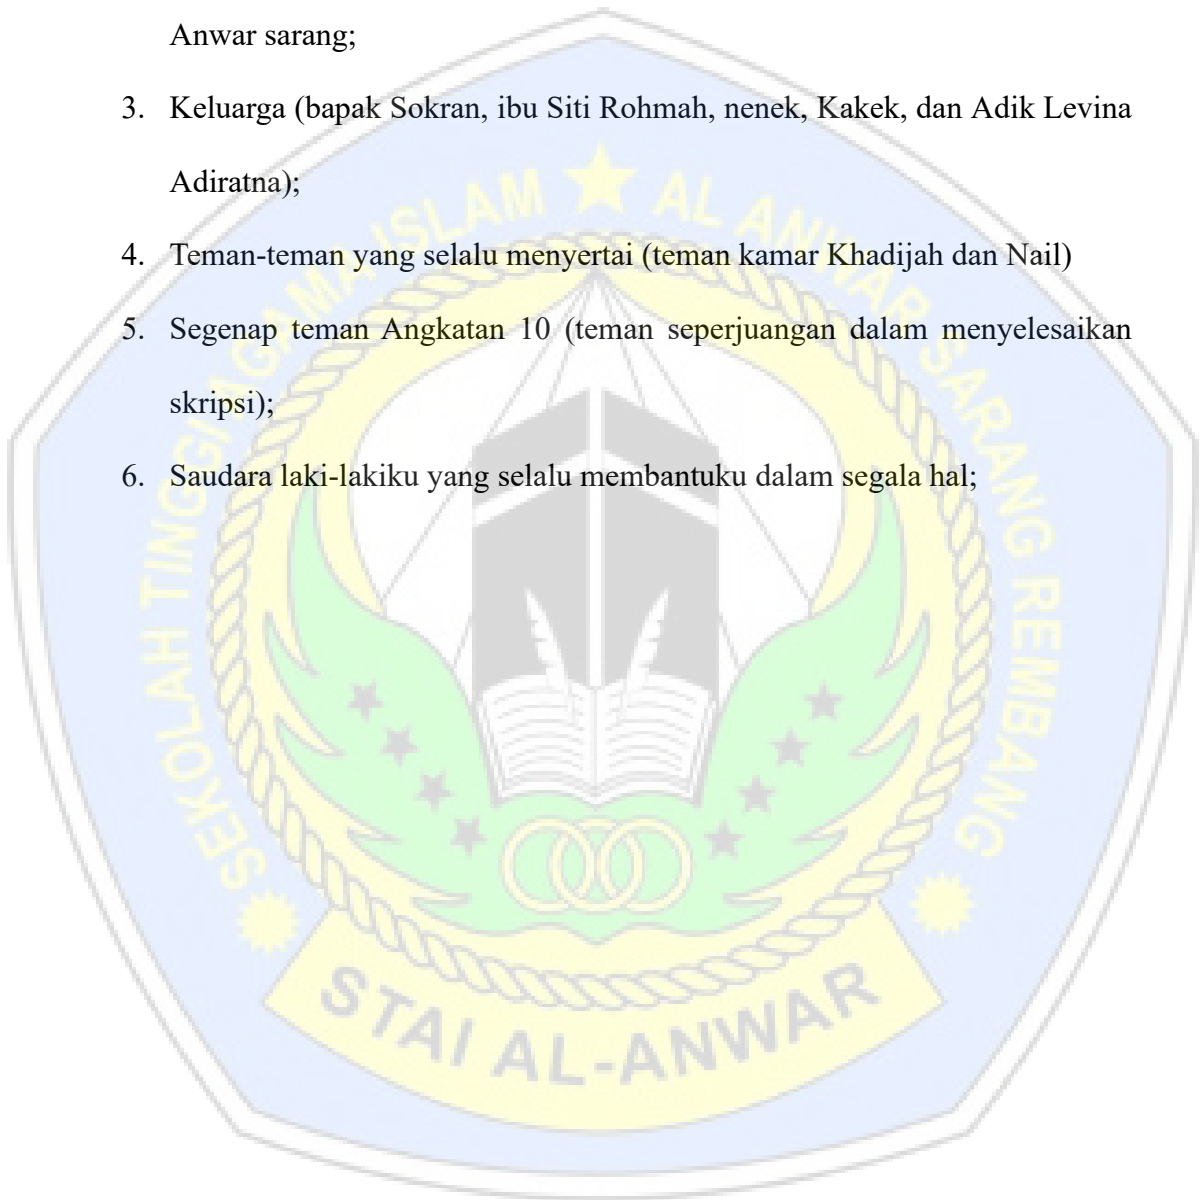 Anwar sarang;
3. Keluarga (bapak Sokran, ibu Siti Rohmah, nenek, Kakek, dan Adik Levina
Adiratna);
4. Teman-teman yang selalu menyertai (teman kamar Khadijah dan Nail)
5. Segenap teman Angkatan 10 (teman seperjuangan dalam menyelesaikan
skripsi);
6. Saudara laki-lakiku yang selalu membantuku dalam segala hal;
SEKOLAH TINGGI AGAMA ISLAM AL ANWAR SARANG REMBANG
STAI AL-ANWAR